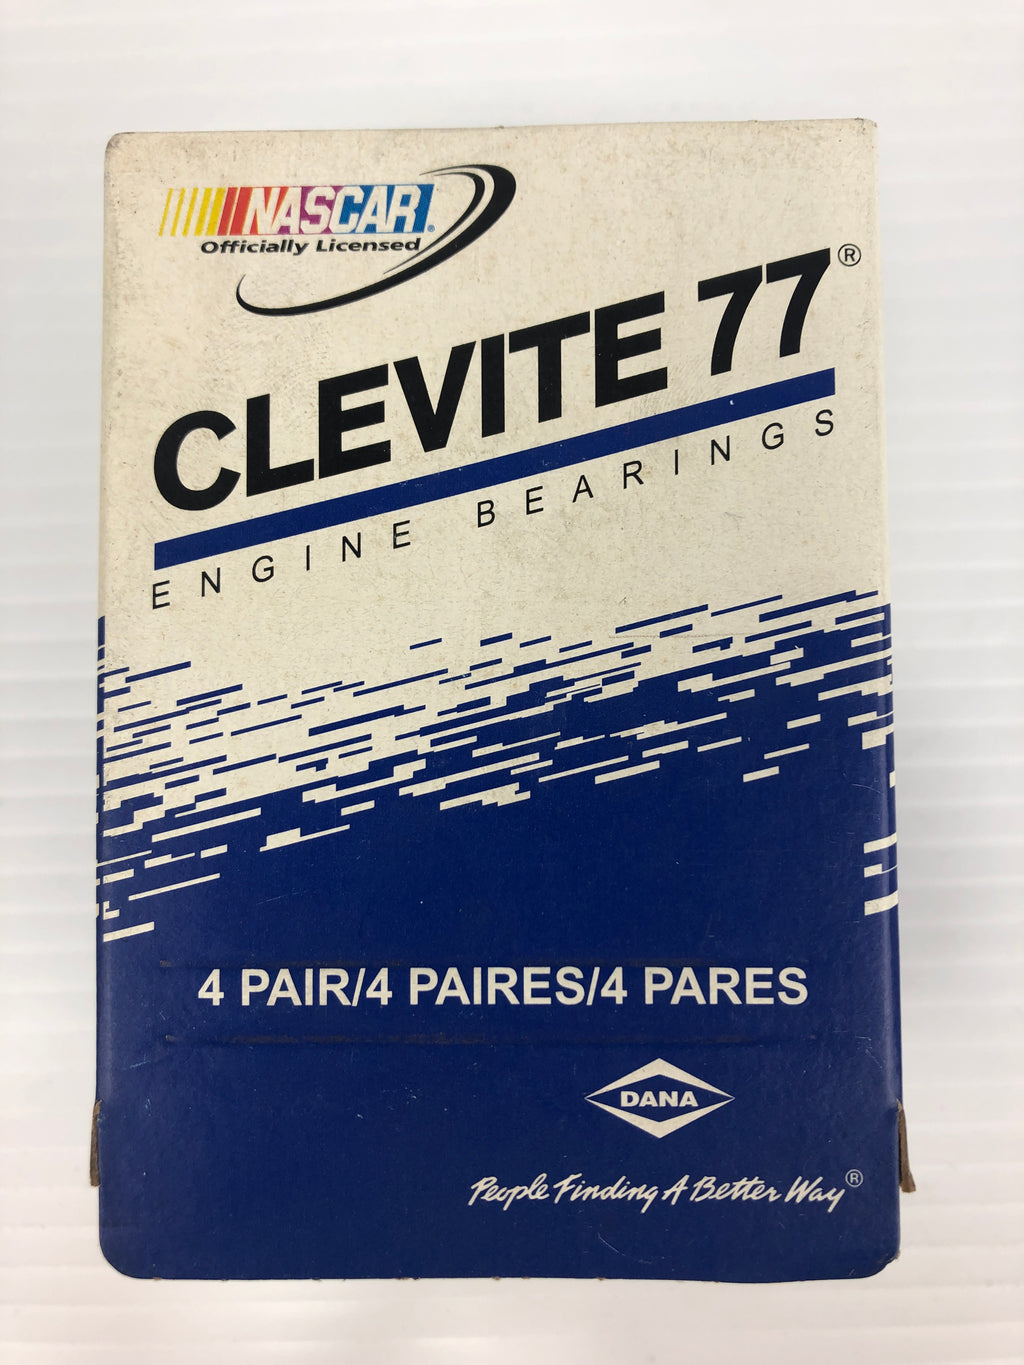 NASCAR®
Officially Licensed
CLEVITE 77®
ENGINE BEARINGS
4 PAIR/4 PAIRES/4 PARES
DANA
People Finding A Better Way®